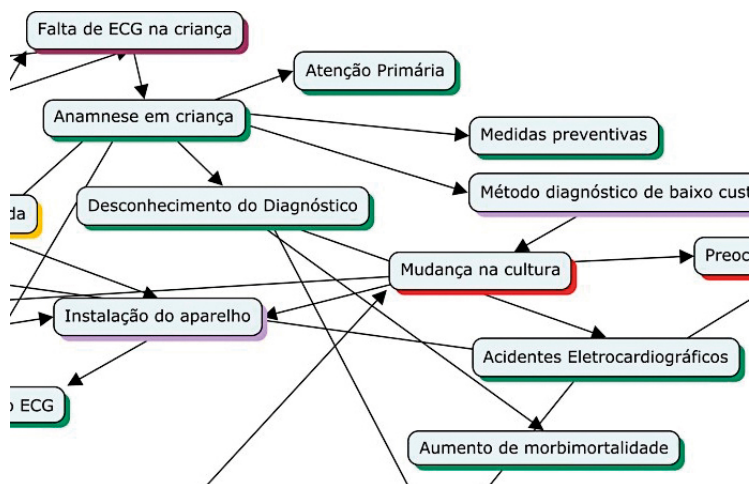 Falta de ECG na criança
Atenção Primária
Anamnese em criança
Medidas preventivas
Método diagnóstico de baixo cust
Desconhecimento do Diagnóstico
da
Mudança na cultura
Preoc
Instalação do aparelho
Acidentes Eletrocardiográficos
o ECG
Aumento de morbimortalidade